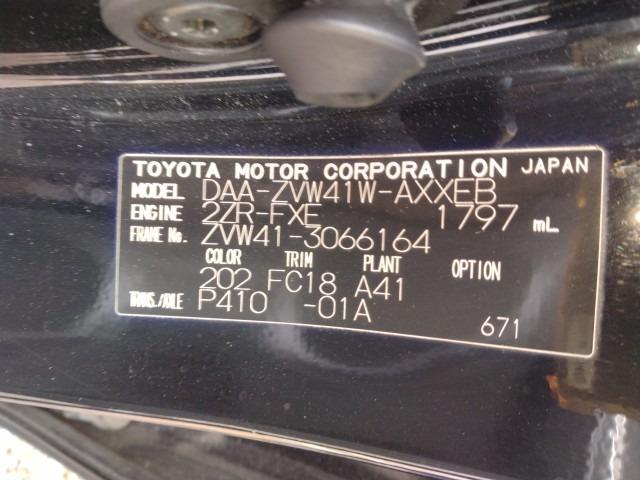 TOYOTA MOTOR CORPORATION JAPAN
MODEL DAA-ZVW41W-AXXEB
ENGINE 2ZR-FXE 1797 mL
FRAME No. ZVW41-3066164
COLOR TRIM PLANT OPTION
202 FC18 A41
TRANS./AXLE P410 -01A
671